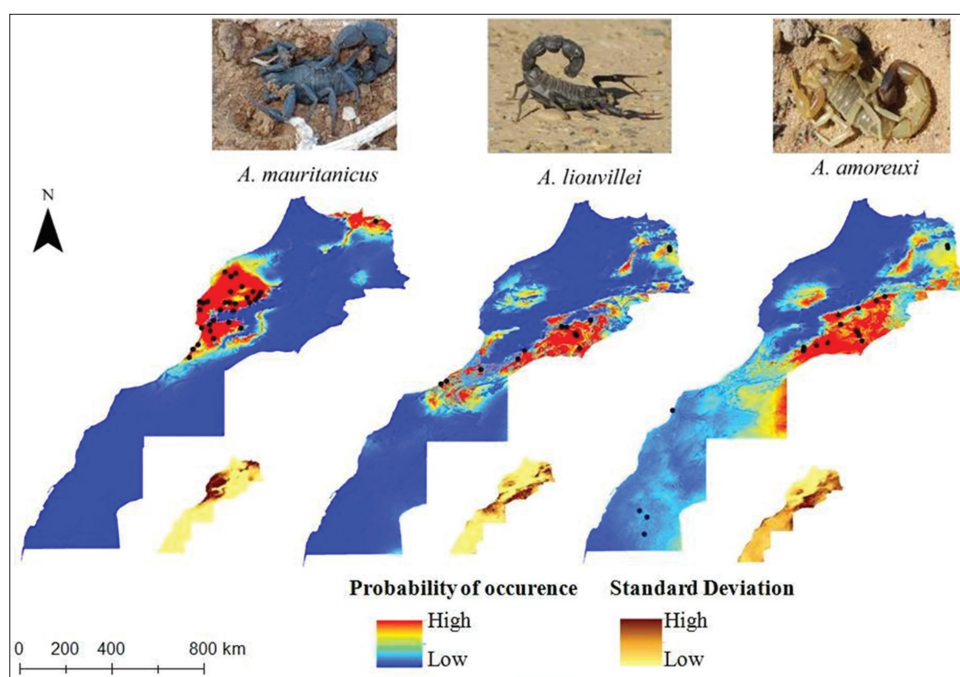 A. mauritanicus
A. liouvillei
A. amoreuxi
N
Probability of occurence
High
Low
Standard Deviation
High
Low
0 200 400 800 km